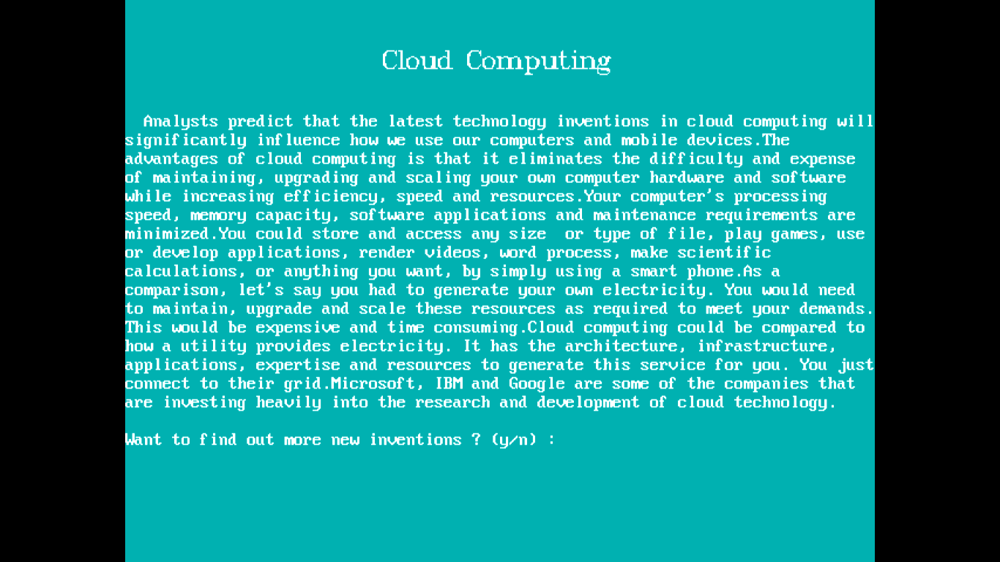 Cloud Computing
Analysts predict that the latest technology inventions in cloud computing will
significantly influence how we use our computers and mobile devices.The
advantages of cloud computing is that it eliminates the difficulty and expense
of maintaining, upgrading and scaling your own computer hardware and software
while increasing efficiency, speed and resources.Your computer's processing
speed, memory capacity, software applications and maintenance requirements are
minimized.You could store and access any size  or type of file, play games, use
or develop applications, render videos, word process, make scientific
calculations, or anything you want, by simply using a smart phone.As a
comparison, let's say you had to generate your own electricity. You would need
to maintain, upgrade and scale these resources as required to meet your demands.
This would be expensive and time consuming.Cloud computing could be compared to
how a utility provides electricity. It has the architecture, infrastructure,
applications, expertise and resources to generate this service for you. You just
connect to their grid.Microsoft, IBM and Google are some of the companies that
are investing heavily into the research and development of cloud technology.
Want to find out more new inventions ? (y/n) :